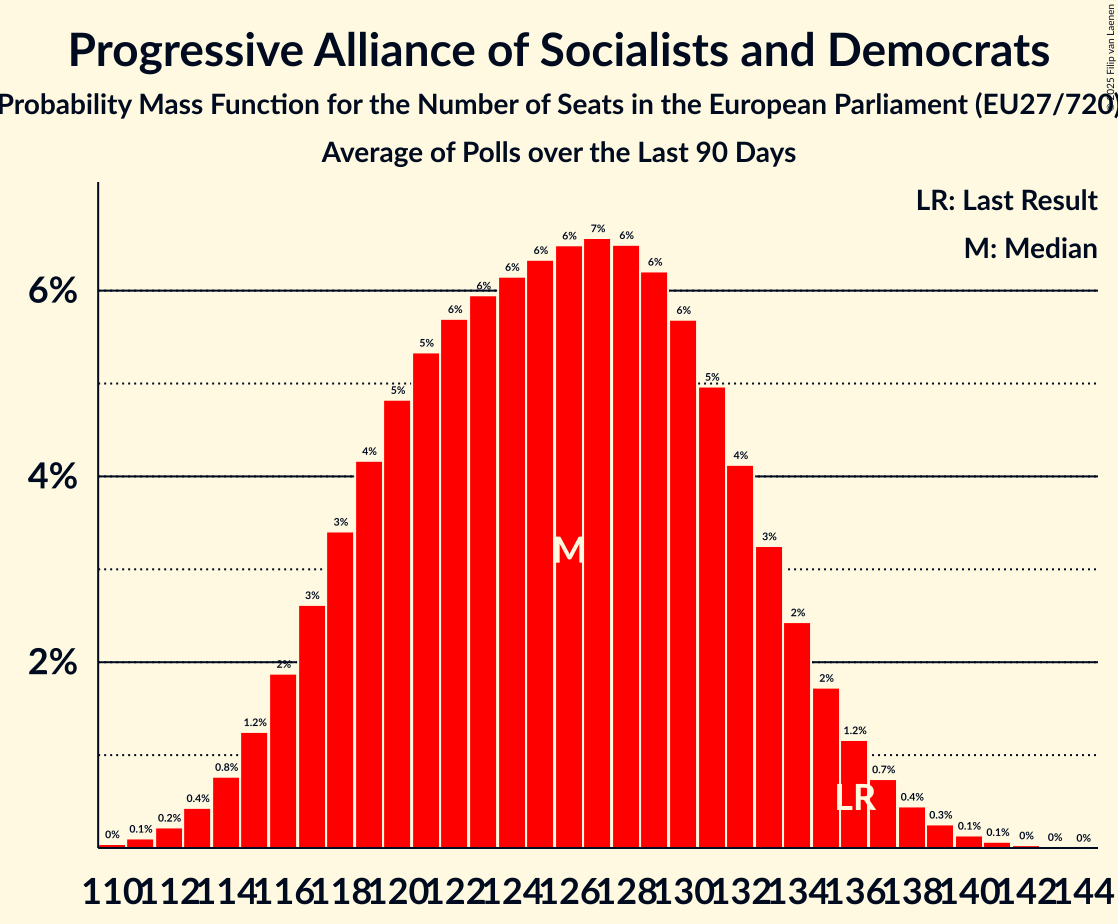 Progressive Alliance of Socialists and Democrats
Probability Mass Function for the Number of Seats in the European Parliament (EU27/720)
Average of Polls over the Last 90 Days
© 2025 Filip van Laenen
LR: Last Result
M: Median
6%
4%
2%
0% 0.1% 0.2% 0.4% 0.8% 1.2% 2% 3% 3% 4% 5% 5% 6% 6% 6% 6% 6% 7% 6% 6% 6% 5% 4% 3% 2% 2% 1.2% 0.7% 0.4% 0.3% 0.1% 0.1% 0% 0% 0%
M
LR
110 112 114 116 118 120 122 124 126 128 130 132 134 136 138 140 142 144